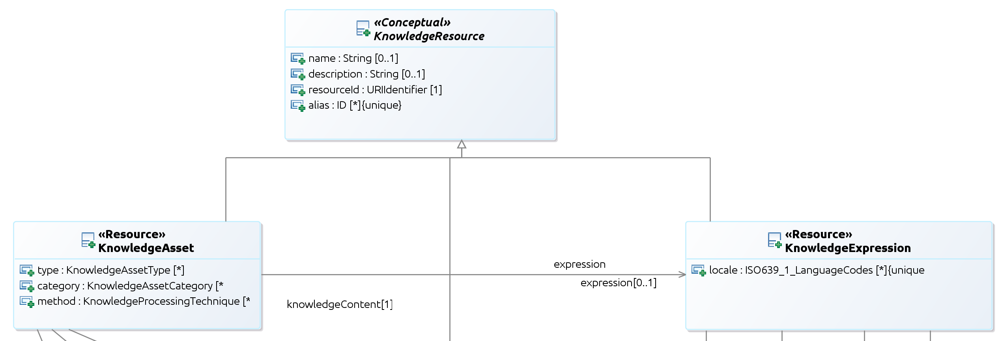 «Conceptual»
KnowledgeResource
name : String [0..1]
description : String [0..1]
resourceId : URIIdentifier [1]
alias : ID [*]{unique}
«Resource»
KnowledgeAsset
type : KnowledgeAssetType [*]
category : KnowledgeAssetCategory [*
method : KnowledgeProcessingTechnique [*
expression
expression[0..1]
knowledgeContent[1]
«Resource»
KnowledgeExpression
locale : ISO639_1_LanguageCodes [*]{unique